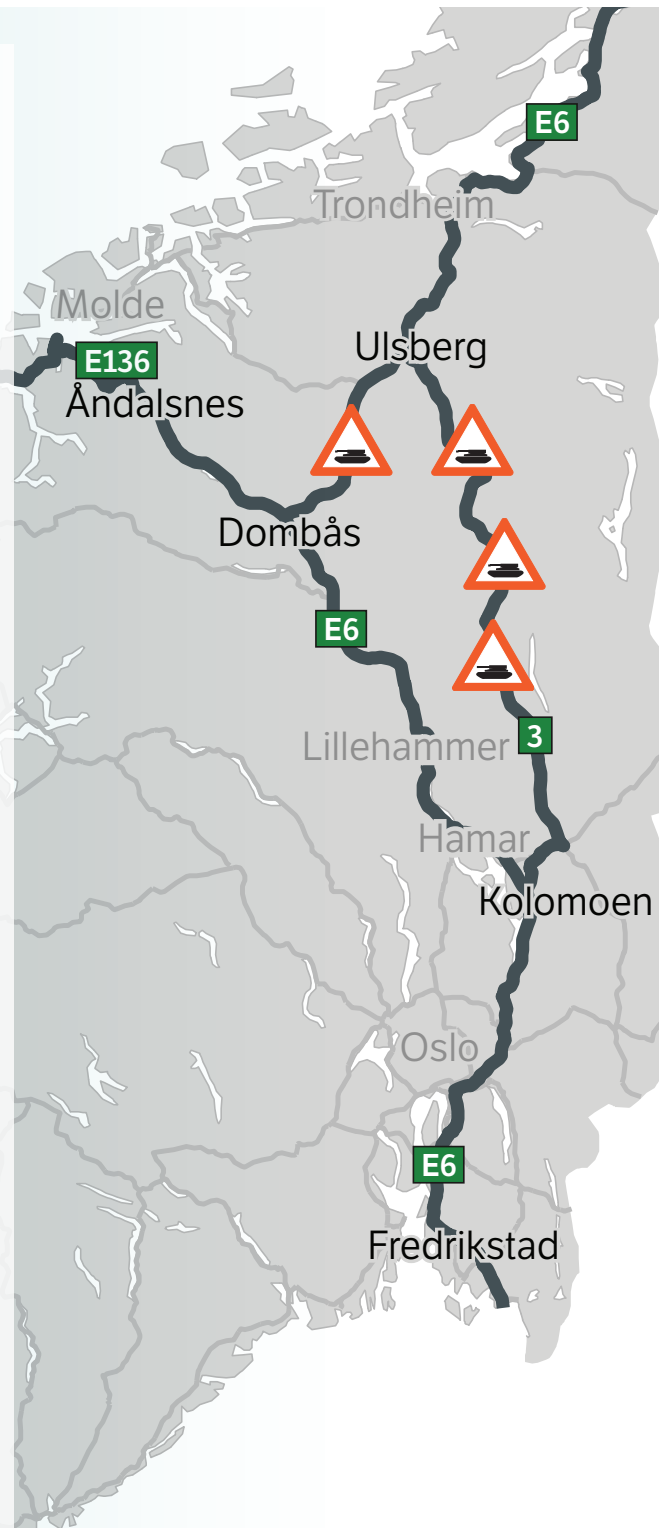 E6
Trondheim
Molde
Ulsberg
E136
Åndalsnes
Dombås
E6
Lillehammer
3
Hamar
Kolomoen
Oslo
E6
Fredrikstad